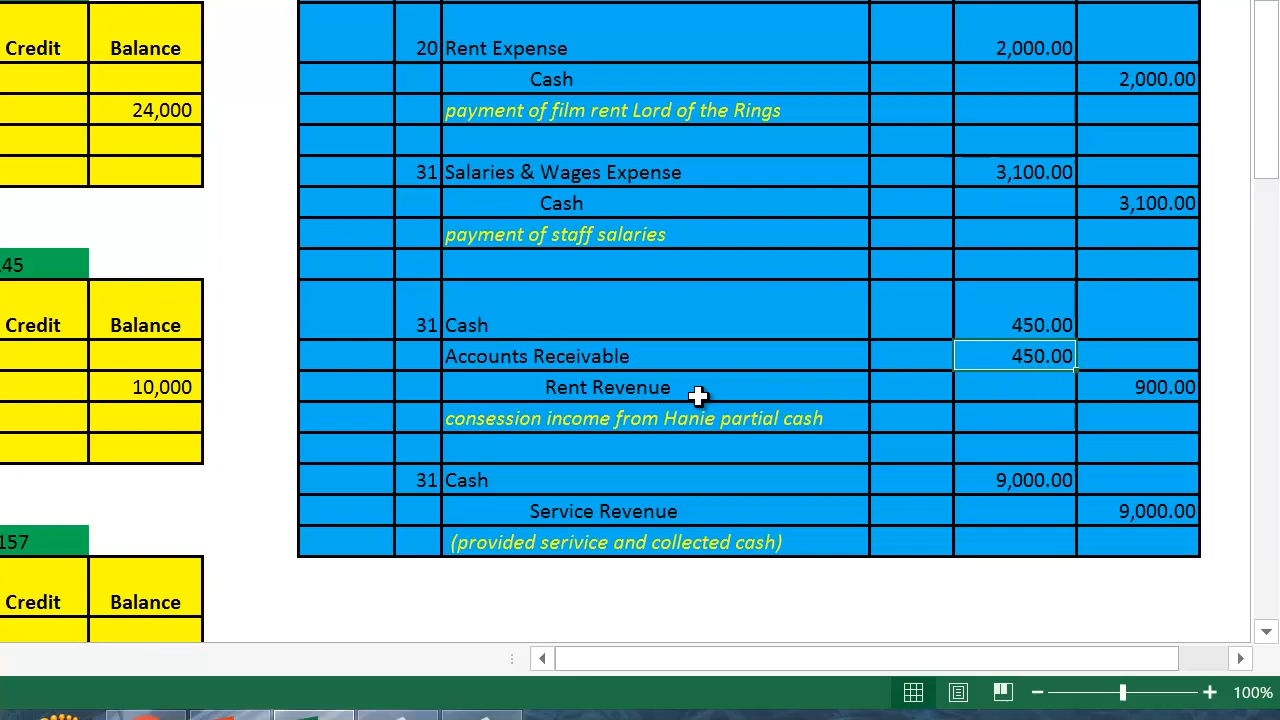 Credit Balance
24,000
145
Credit Balance
10,000
157
Credit Balance
20 Rent Expense 2,000.00
Cash 2,000.00
payment of film rent Lord of the Rings
31 Salaries & Wages Expense 3,100.00
Cash 3,100.00
payment of staff salaries
31 Cash 450.00
Accounts Receivable 450.00
Rent Revenue 900.00
consession income from Hanie partial cash
31 Cash 9,000.00
Service Revenue 9,000.00
(provided serivice and collected cash)
100%